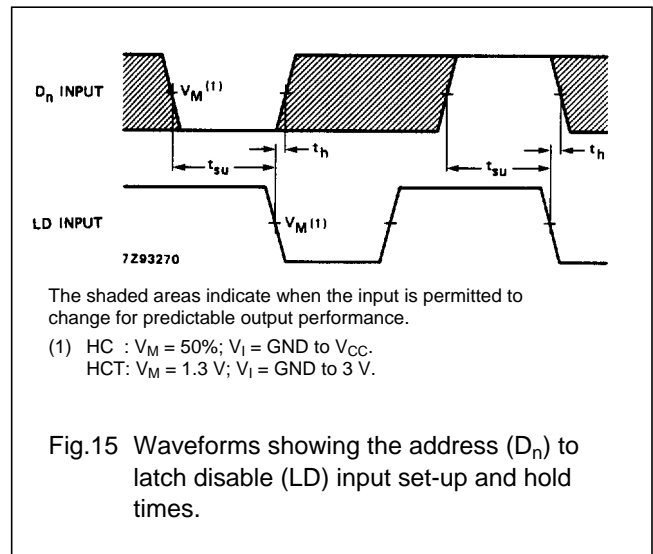 Dn INPUT
VM(1)
th
tsu
tsu
th
LD INPUT
VM(1)
7Z93270
The shaded areas indicate when the input is permitted to
change for predictable output performance.
(1) HC : VM = 50%; VI = GND to VCC.
HCT: VM = 1.3 V; VI = GND to 3 V.
Fig.15 Waveforms showing the address (Dn) to
latch disable (LD) input set-up and hold
times.